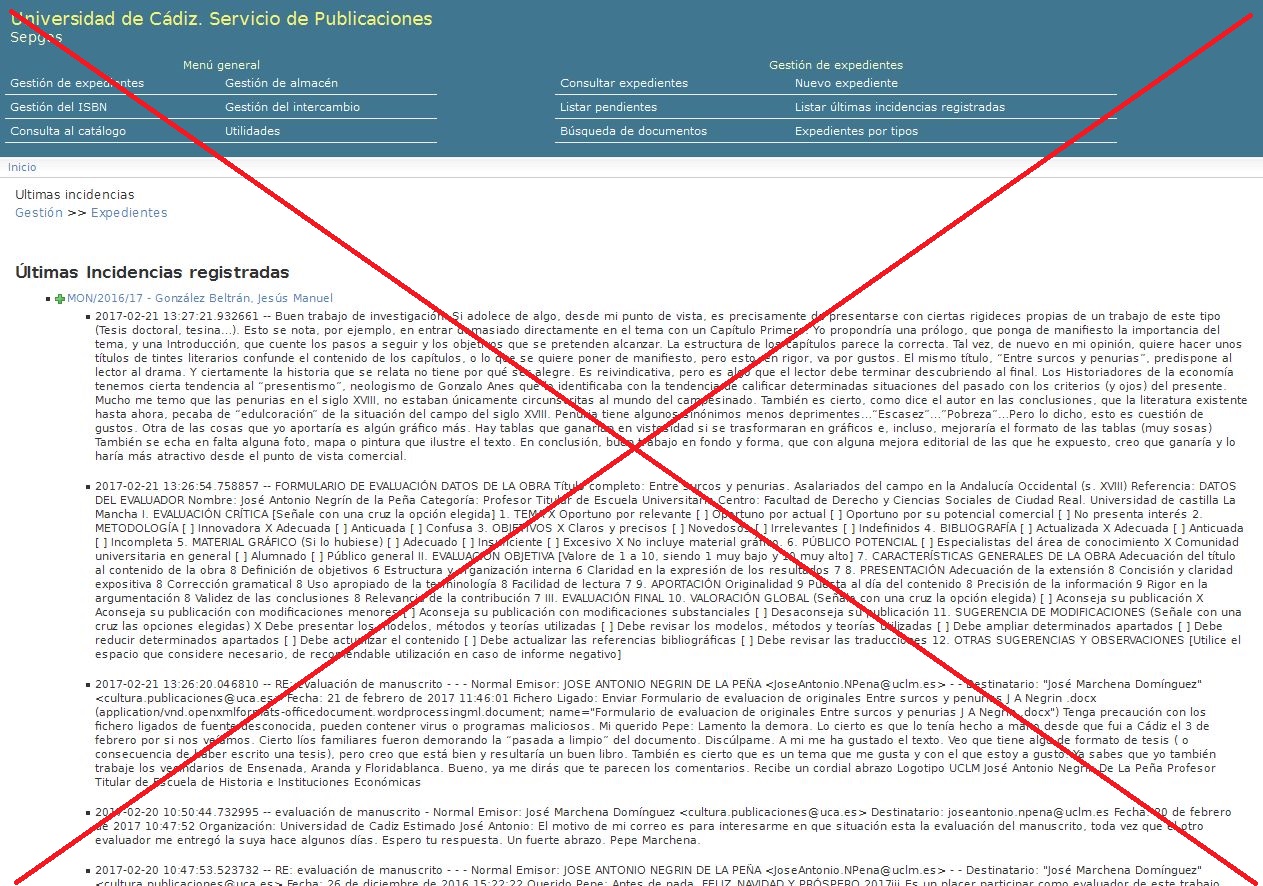 Universidad de Cádiz. Servicio de Publicaciones
Sepges
Menú general
Gestión de expedientes
Gestión de almacén
Gestión del ISBN
Gestión del intercambio
Consulta al catálogo
Utilidades
Gestión de expedientes
Consultar expedientes
Nuevo expediente
Listar pendientes
Listar últimas incidencias registradas
Búsqueda de documentos
Expedientes por tipos
Inicio
Ultimas incidencias
Gestión >> Expedientes
Últimas Incidencias registradas
MON/2016/17 - González Beltrán, Jesús Manuel
2017-02-21 13:27:21.932661 -- Buen trabajo de investigación. Si adolece de algo, desde mi punto de vista, es precisamente de presentarse con ciertas rigideces propias de un trabajo de este tipo
(Tesis doctoral, tesina...). Esto se nota, por ejemplo, en entrar demasiado directamente en el tema con un Capítulo Primero. Yo propondría una prólogo, que ponga de manifiesto la importancia del
tema, y una Introducción, que cuente los pasos a seguir y los objetivos que se pretenden alcanzar. La estructura de los capítulos parece la correcta. Tal vez, de nuevo en mi opinión, quiere hacer unos
títulos de tintes literarios confunde el contenido de los capítulos, o lo que se quiere poner de manifiesto, pero esto, en rigor, va por gustos. El mismo título, “Entre surcos y penurias”, predispone al
lector al drama. Y ciertamente la historia que se relata no tiene por qué ser alegre. Es reivindicativa, pero es algo que el lector debe terminar descubriendo al final. Los Historiadores de la economía
tenemos cierta tendencia al “presentismo”, neologismo de Gonzalo Anes que la identificaba con la tendencia de calificar determinadas situaciones del pasado con los criterios (y ojos) del presente.
Mucho me temo que las penurias en el siglo XVIII, no estaban únicamente circunscritas al mundo del campesinado. También es cierto, como dice el autor en las conclusiones, que la literatura existente
hasta ahora, pecaba de “edulcoración” de la situación del campo del siglo XVIII. Penuria tiene algunos sinónimos menos deprimentes...”Escasez”...”Pobreza”...Pero lo dicho, esto es cuestión de
gustos. Otra de las cosas que yo aportaría es algún gráfico más. Hay tablas que ganarían en vistosidad si se trasformaran en gráficos e, incluso, mejoraría el formato de las tablas (muy sosas)
También se echa en falta alguna foto, mapa o pintura que ilustre el texto. En conclusión, buen trabajo en fondo y forma, que con alguna mejora editorial de las que he expuesto, creo que ganaría y lo
haría más atractivo desde el punto de vista comercial.
2017-02-21 13:26:54.758857 -- FORMULARIO DE EVALUACIÓN DATOS DE LA OBRA Título completo: Entre surcos y penurias. Asalariados del campo en la Andalucía Occidental (s. XVIII) Referencia: DATOS
DEL EVALUADOR Nombre: José Antonio Negrín de la Peña Categoría: Profesor Titular de Escuela Universitaria Centro: Facultad de Derecho y Ciencias Sociales de Ciudad Real. Universidad de castilla La
Mancha I. EVALUACIÓN CRÍTICA [Señale con una cruz la opción elegida] 1. TEMA X Oportuno por relevante [ ] Oportuno por actual [ ] Oportuno por su potencial comercial [ ] No presenta interés 2.
METODOLOGÍA [ ] Innovadora X Adecuada [ ] Anticuada [ ] Confusa 3. OBJETIVOS X Claros y precisos [ ] Novedosos [ ] Irrelevantes [ ] Indefinidos 4. BIBLIOGRAFÍA [ ] Actualizada X Adecuada [ ] Anticuada
[ ] Incompleta 5. MATERIAL GRÁFICO (Si lo hubiese) [ ] Adecuado [ ] Insuficiente [ ] Excesivo X No incluye material gráfico. 6. PÚBLICO POTENCIAL [ ] Especialistas del área de conocimiento X Comunidad
universitaria en general [ ] Alumnado [ ] Público general II. EVALUACIÓN OBJETIVA [Valore de 1 a 10, siendo 1 muy bajo y 10 muy alto] 7. CARACTERÍSTICAS GENERALES DE LA OBRA Adecuación del título
al contenido de la obra 8 Definición de objetivos 6 Estructura y organización interna 6 Claridad en la expresión de los resultados 7 8. PRESENTACIÓN Adecuación de la extensión 8 Concisión y claridad
expositiva 8 Corrección gramatical 8 Uso apropiado de la terminología 8 Facilidad de lectura 7 9. APORTACIÓN Originalidad 9 Puesta al día del contenido 8 Precisión de la información 9 Rigor en la
argumentación 8 Validez de las conclusiones 8 Relevancia de la contribución 7 III. EVALUACIÓN FINAL 10. VALORACIÓN GLOBAL (Señale con una cruz la opción elegida) [ ] Aconseja su publicación X
Aconseja su publicación con modificaciones menores [ ] Aconseja su publicación con modificaciones substanciales [ ] Desaconseja su publicación 11. SUGERENCIA DE MODIFICACIONES (Señale con una
cruz las opciones elegidas) X Debe presentar los modelos, métodos y teorías utilizadas [ ] Debe revisar los modelos, métodos y teorías utilizadas [ ] Debe ampliar determinados apartados [ ] Debe
reducir determinados apartados [ ] Debe actualizar el contenido [ ] Debe actualizar las referencias bibliográficas [ ] Debe revisar las traducciones 12. OTRAS SUGERENCIAS Y OBSERVACIONES [Utilice el
espacio que considere necesario, de recomendable utilización en caso de informe negativo]
2017-02-21 13:26:20.046810 -- RE: evaluación de manuscrito - - - Normal Emisor: JOSE ANTONIO NEGRIN DE LA PEÑA <JoseAntonio.NPena@uclm.es> - - Destinatario: "José Marchena Domínguez"
<cultura.publicaciones@uca.es> Fecha: 21 de febrero de 2017 11:46:01 Fichero Ligado: Enviar Formulario de evaluacion de originales Entre surcos y penurias J A Negrin .docx
(application/vnd.openxmlformats-officedocument.wordprocessingml.document; name="Formulario de evaluacion de originales Entre surcos y penurias J A Negrin .docx") Tenga precaución con los
fichero ligados de fuente desconocida, pueden contener virus o programas maliciosos. Mi querido Pepe: Lamento la demora. Lo cierto es que lo tenía hecho a mano desde que fui a Cádiz el 3 de
febrero por si nos veíamos. Cierto líos familiares fueron demorando la “pasada a limpio” del documento. Discúlpame. A mi me ha gustado el texto. Veo que tiene algo de formato de tesis ( o
consecuencia de haber escrito una tesis), pero creo que está bien y resultaría un buen libro. También es cierto que es un tema que me gusta y con el que estoy a gusto. Ya sabes que yo también
trabaje los vecindarios de Ensenada, Aranda y Floridablanca. Bueno, ya me dirás que te parecen los comentarios. Recibe un cordial abrazo Logotipo UCLM José Antonio Negrin De La Peña Profesor
Titular de Escuela de Historia e Instituciones Económicas
2017-02-20 10:50:44.732995 -- evaluación de manuscrito - Normal Emisor: José Marchena Domínguez <cultura.publicaciones@uca.es> Destinatario: joseantonio.npena@uclm.es Fecha: 20 de febrero
de 2017 10:47:52 Organización: Universidad de Cadiz Estimado José Antonio: El motivo de mi correo es para interesarme en que situación esta la evaluación del manuscrito, toda vez que el otro
evaluador me entregó la suya hace algunos días. Espero tu respuesta. Un fuerte abrazo. Pepe Marchena.
2017-02-20 10:47:53.523732 -- RE: evaluación de manuscrito - - - Normal Emisor: JOSE ANTONIO NEGRIN DE LA PEÑA <JoseAntonio.NPena@uclm.es> - - Destinatario: "José Marchena Domínguez"
<cultura.publicaciones@uca.es> Fecha: 26 de diciembre de 2016 15:22:22 Querido Pepe: Antes de nada, FELIZ NAVIDAD Y PRÓSPERO 2017¡¡¡ Es un placer participar como evaluador de este trabajo